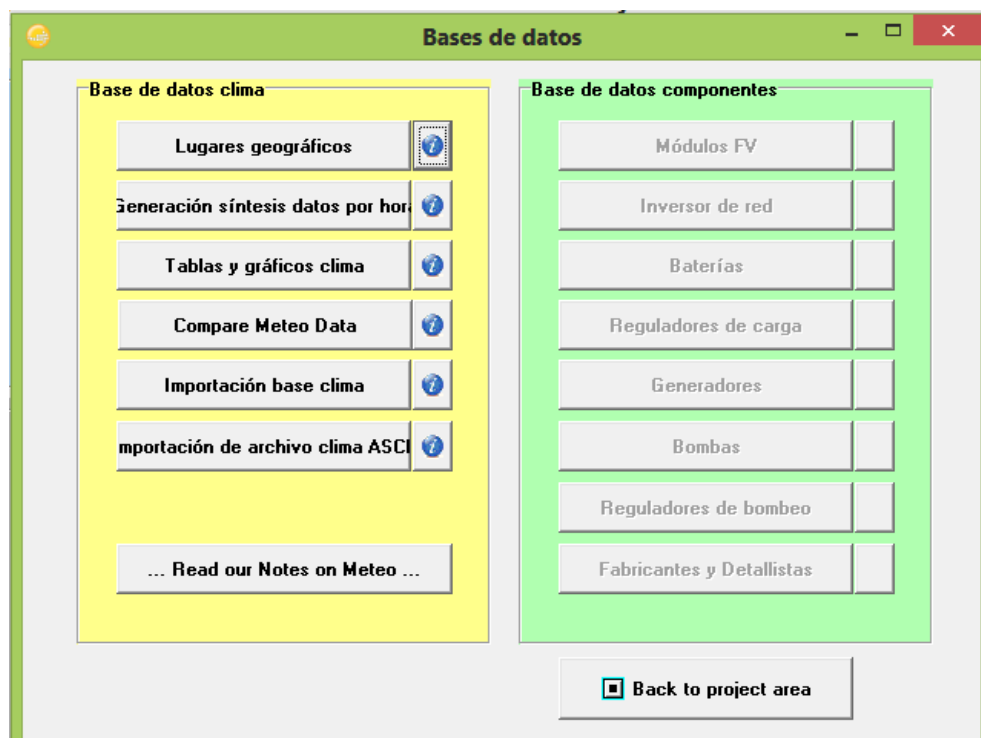 Bases de datos
Base de datos clima
Lugares geográficos
Generación síntesis datos por hora
Tablas y gráficos clima
Compare Meteo Data
Importación base clima
mportación de archivo clima ASCI
... Read our Notes on Meteo ...
Base de datos componentes
Módulos FV
Inversor de red
Baterías
Reguladores de carga
Generadores
Bombas
Reguladores de bombeo
Fabricantes y Detallistas
Back to project area